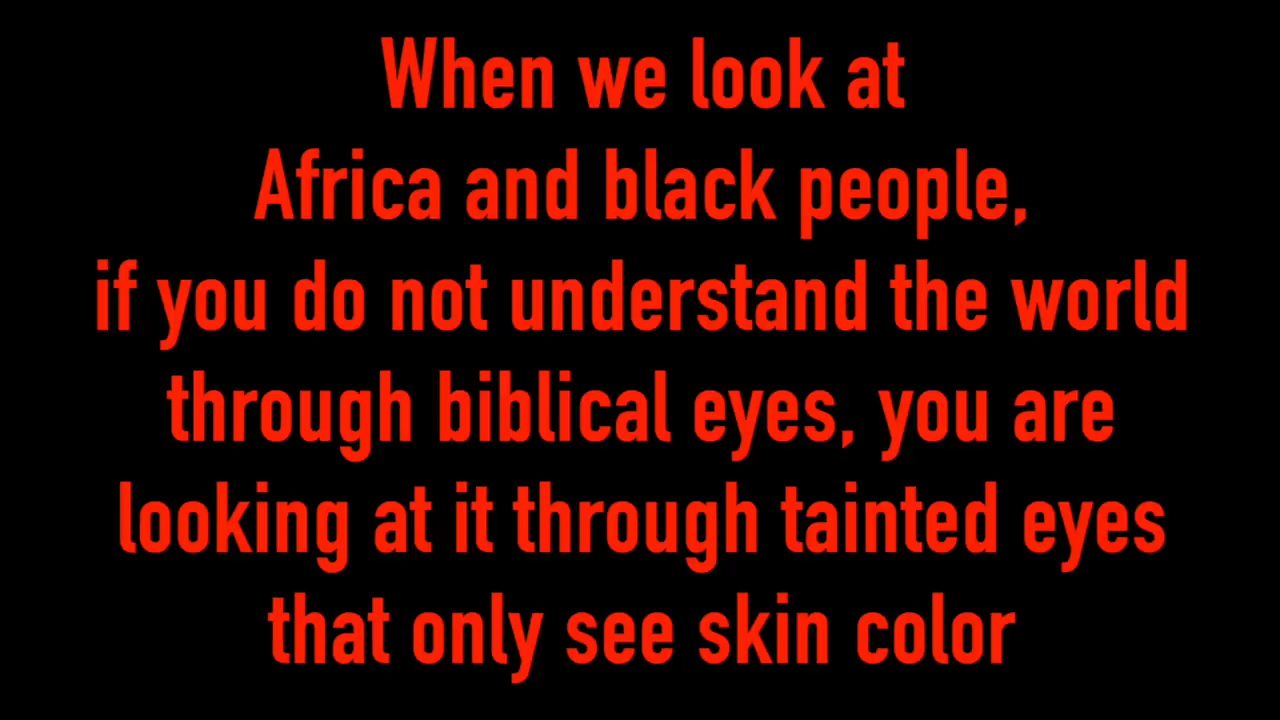 When we look at
Africa and black people,
if you do not understand the world
through biblical eyes, you are
looking at it through tainted eyes
that only see skin color